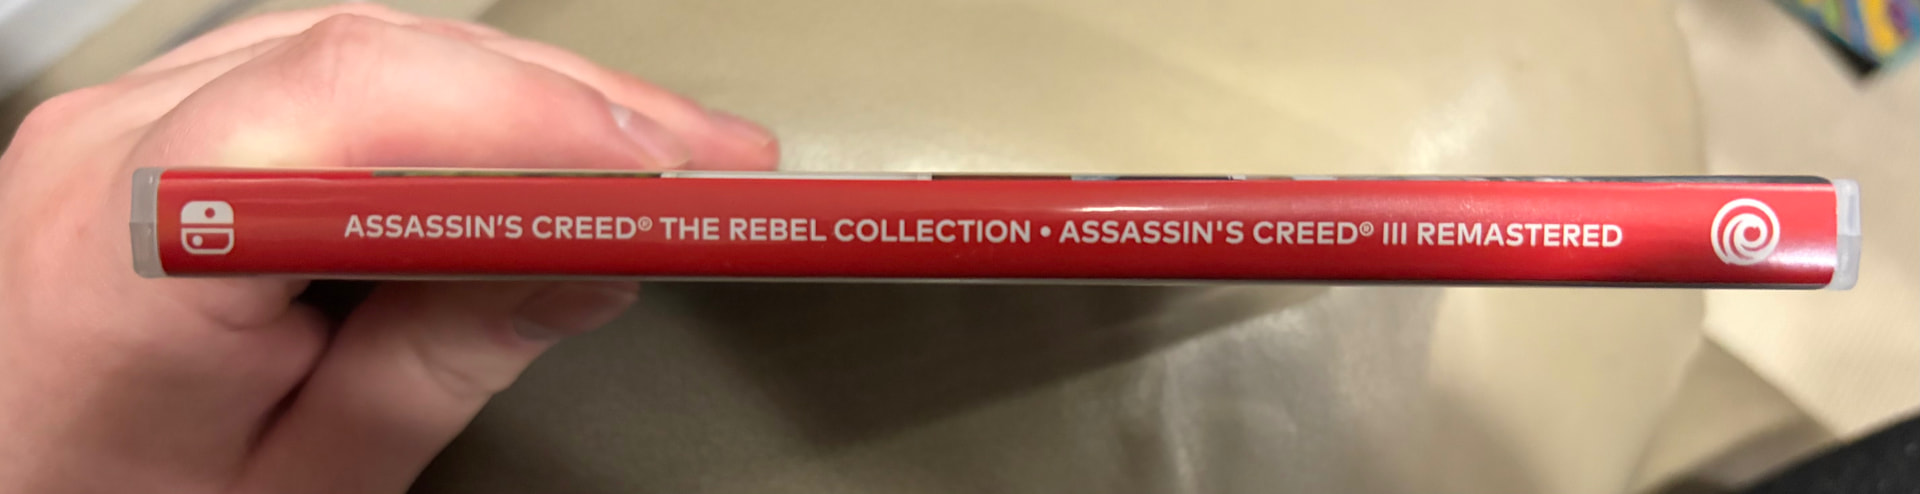 ASSASSIN'S CREED® THE REBEL COLLECTION • ASSASSIN'S CREED® III REMASTERED